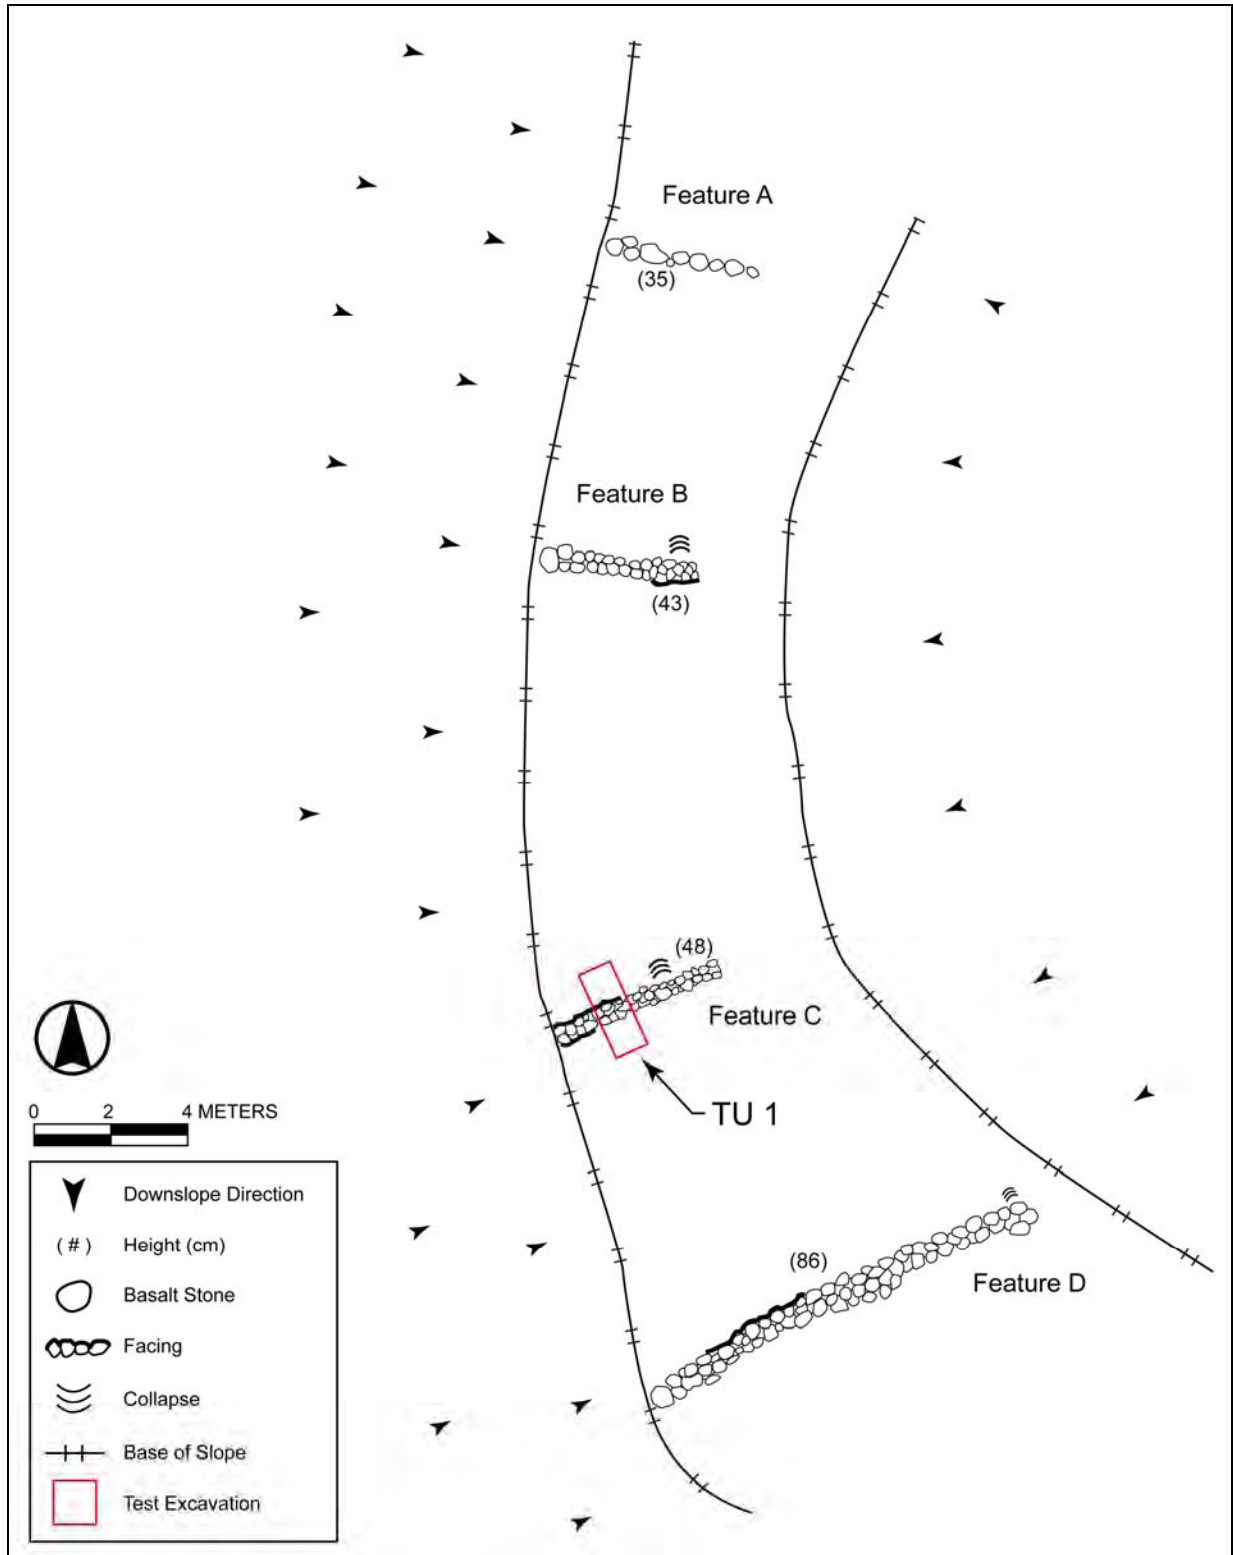 Feature A
(35)
Feature B
(43)
(48)
Feature C
TU 1
0 2 4 METERS
(86)
Feature D
Downslope Direction
(#) Height (cm)
Basalt Stone
Facing
Collapse
Base of Slope
Test Excavation